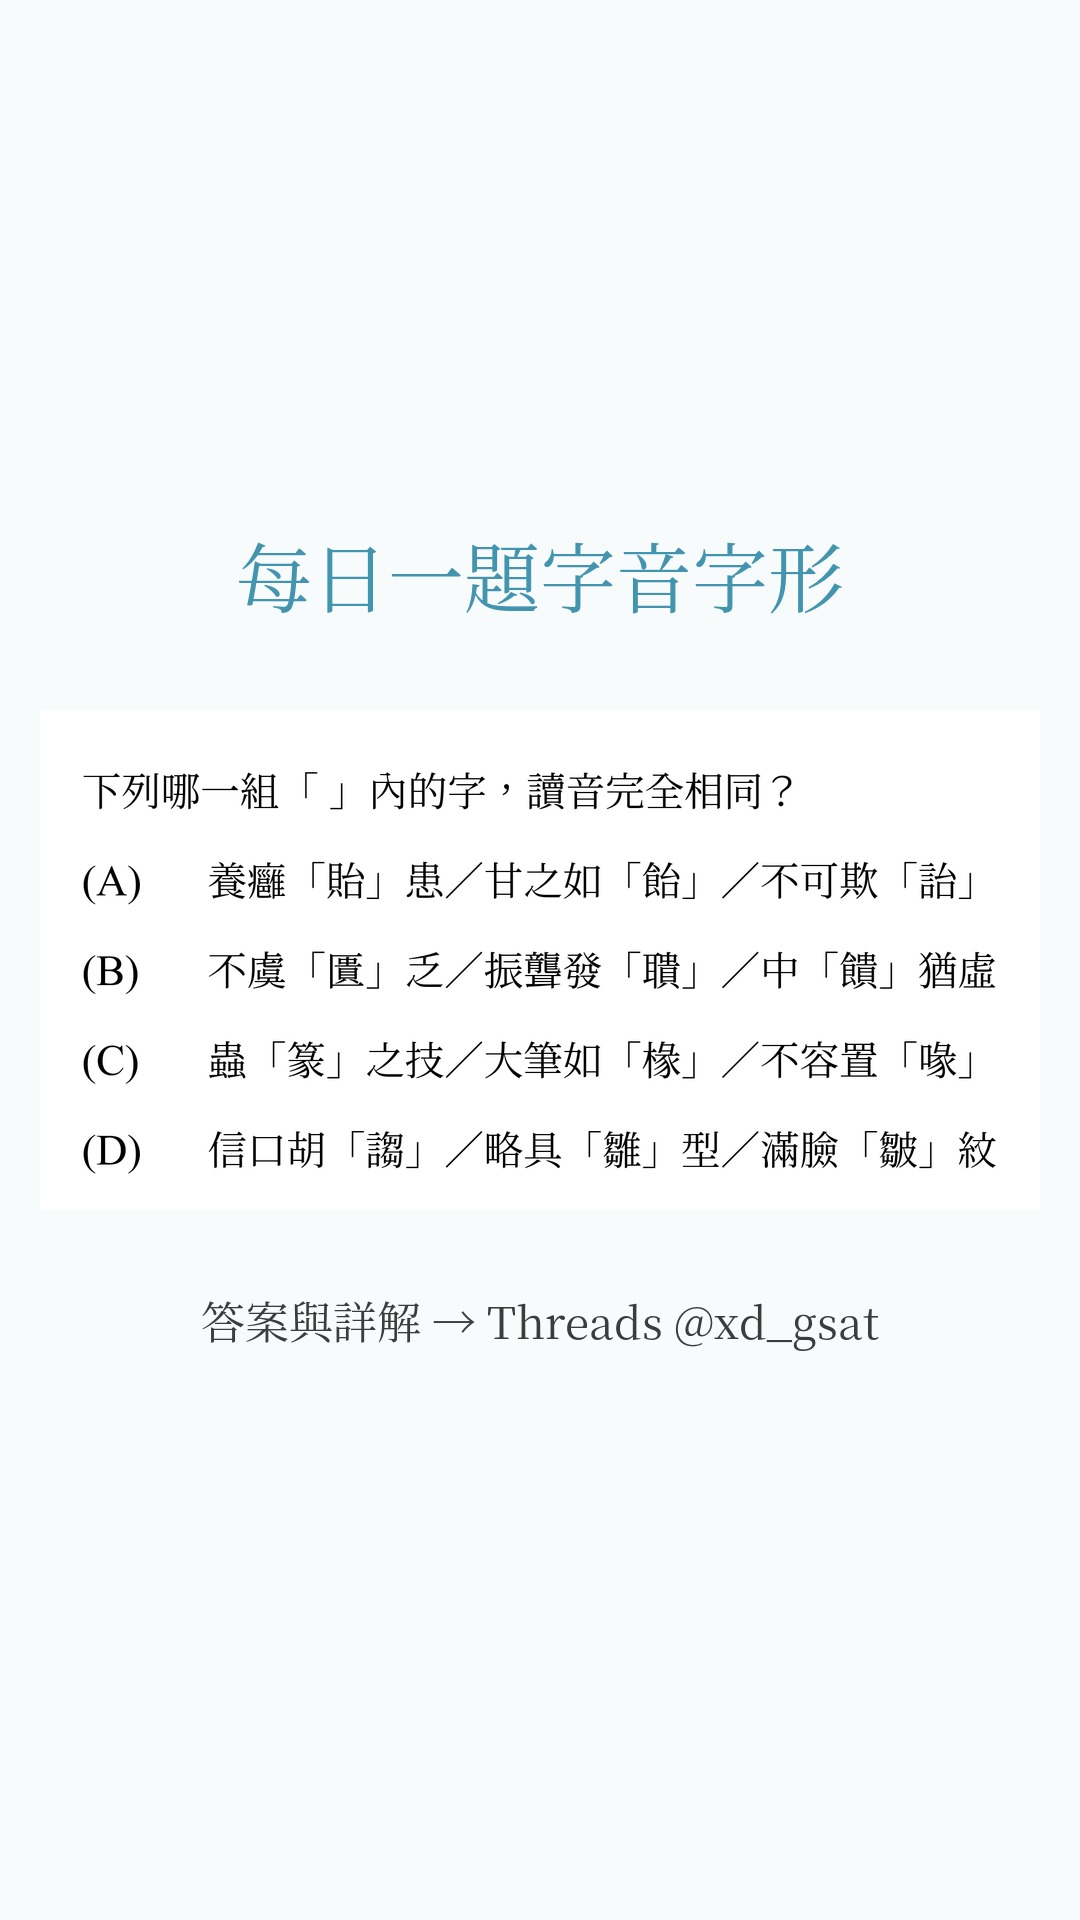 每日一題字音字形
下列哪一組「 」內的字，讀音完全相同？
(A) 養癰「貽」患／甘之如「飴」／不可欺「詒」
(B) 不虞「匱」乏／振聾發「聵」／中「饋」猶虛
(C) 蟲「篆」之技／大筆如「椽」／不容置「喙」
(D) 信口胡「謅」／略具「雛」型／滿臉「皺」紋
答案與詳解 → Threads @xd_gsat